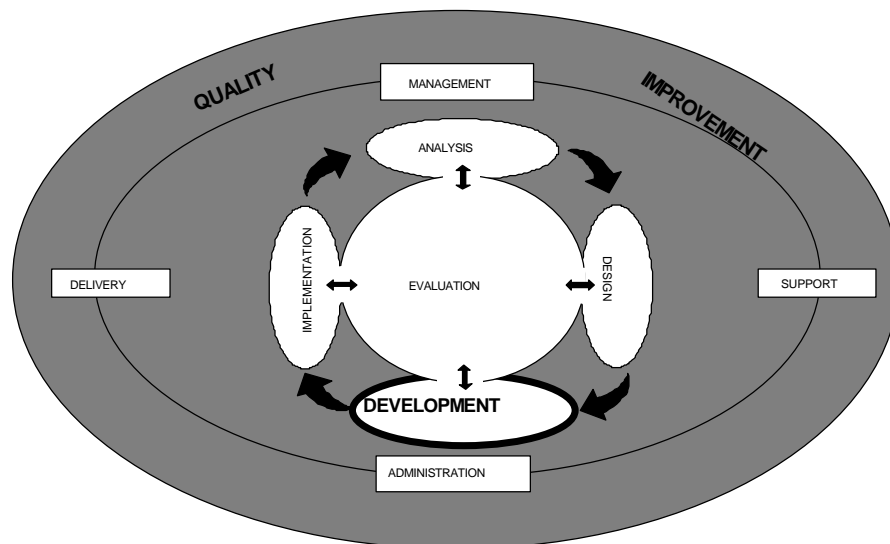 QUALITY
IMPROVEMENT
MANAGEMENT
ANALYSIS
IMPLEMENTATION
DESIGN
DELIVERY
EVALUATION
SUPPORT
DEVELOPMENT
ADMINISTRATION